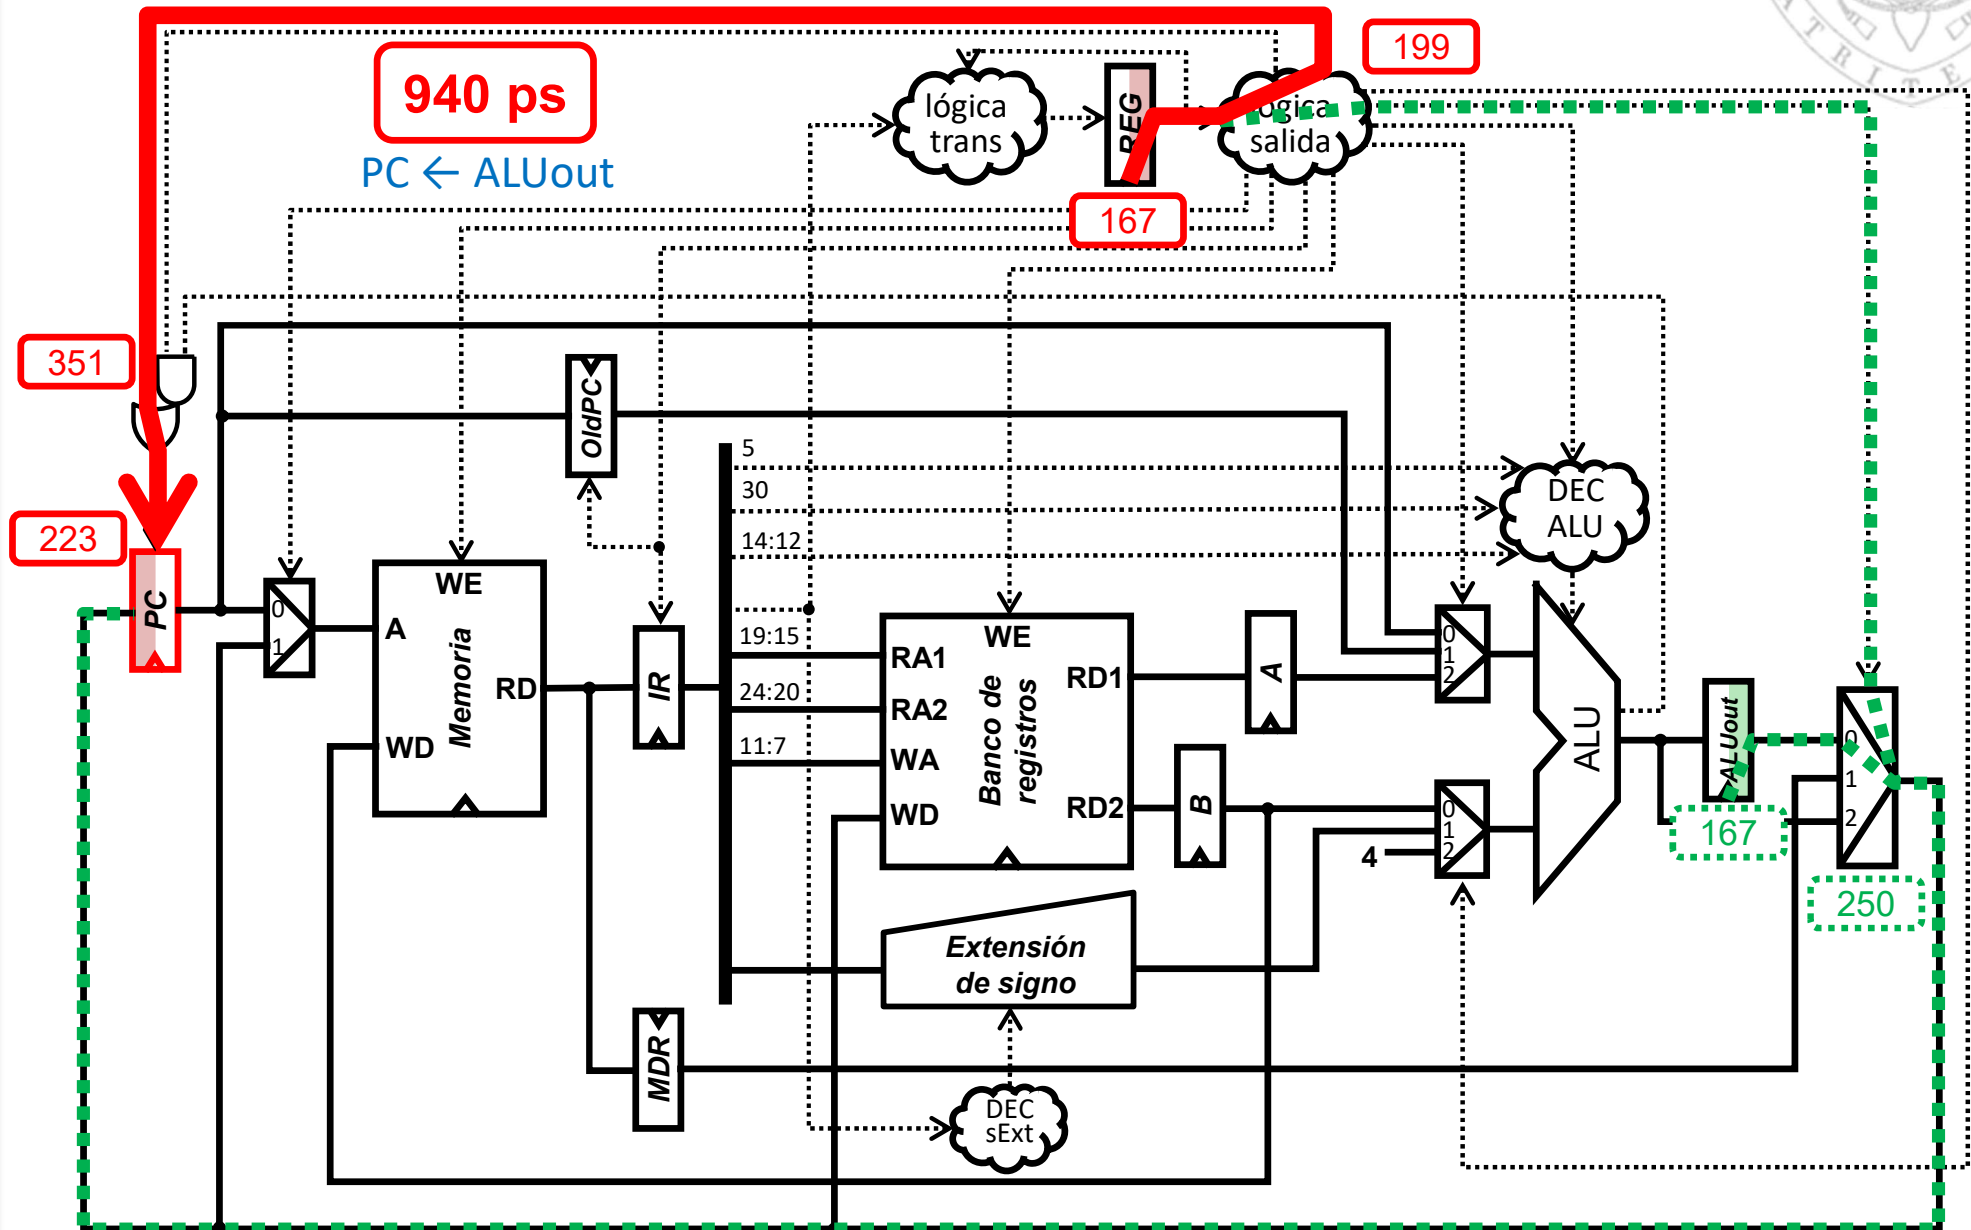 199
940 ps
PC ← ALUout
lógica
trans
REG
lógica
salida
167
351
OldPC
5
30
14:12
DEC
ALU
223
PC
0
1
WE
A
Memoria
RD
WD
IR
19:15
24:20
11:7
WE
RA1
RA2
WA
WD
Banco de
registros
RD1
RD2
A
B
0
1
2
0
1
2
4
ALU
ALUout
167
0
1
2
250
Extensión
de signo
MDR
DEC
sExt
A T R I T E